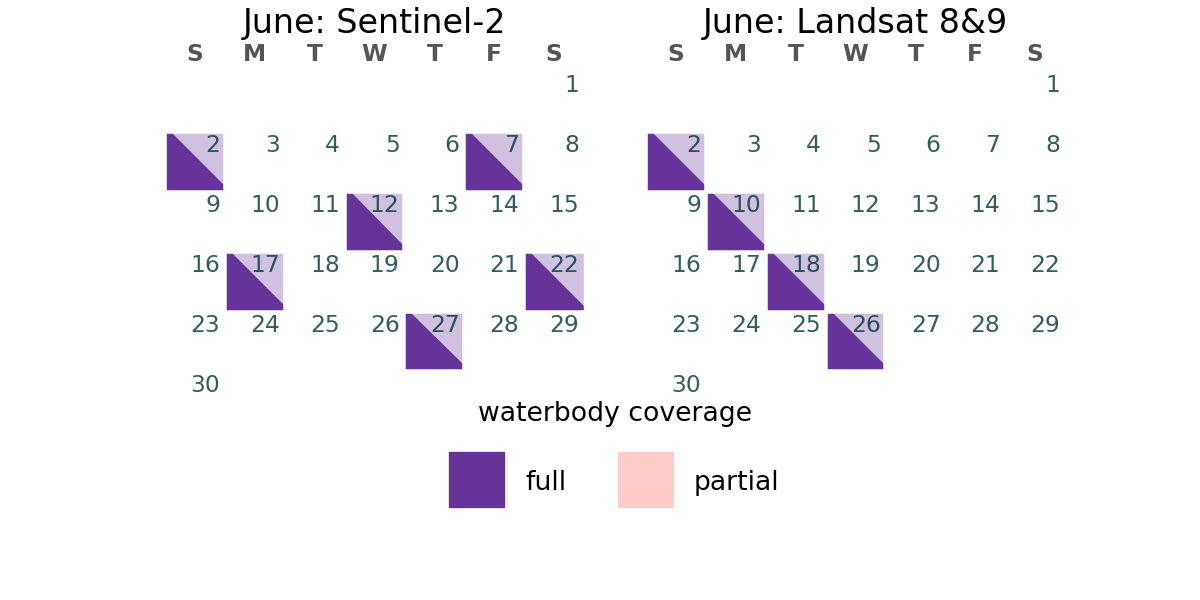 June: Sentinel-2
S M T W T F S
1
2 3 4 5 6 7 8
9 10 11 12 13 14 15
16 17 18 19 20 21 22
23 24 25 26 27 28 29
30
June: Landsat 8&9
S M T W T F S
1
2 3 4 5 6 7 8
9 10 11 12 13 14 15
16 17 18 19 20 21 22
23 24 25 26 27 28 29
30
waterbody coverage
full partial